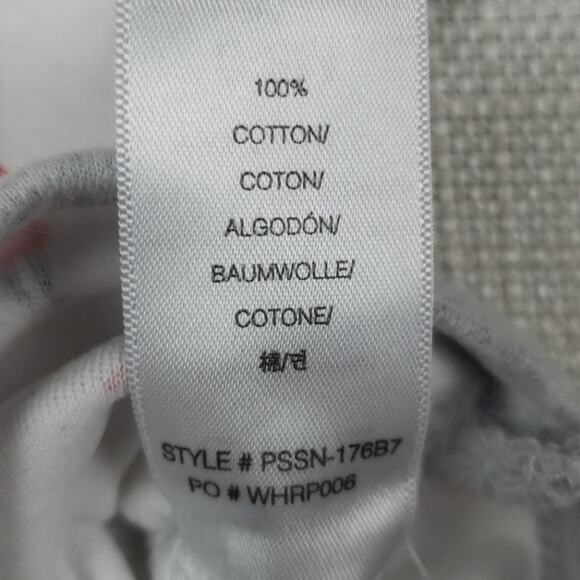 100%
COTTON/
COTON/
ALGODÓN/
BAUMWOLLE/
COTONE/
棉/면
STYLE # PSSN-176B7
PO # WHRP006